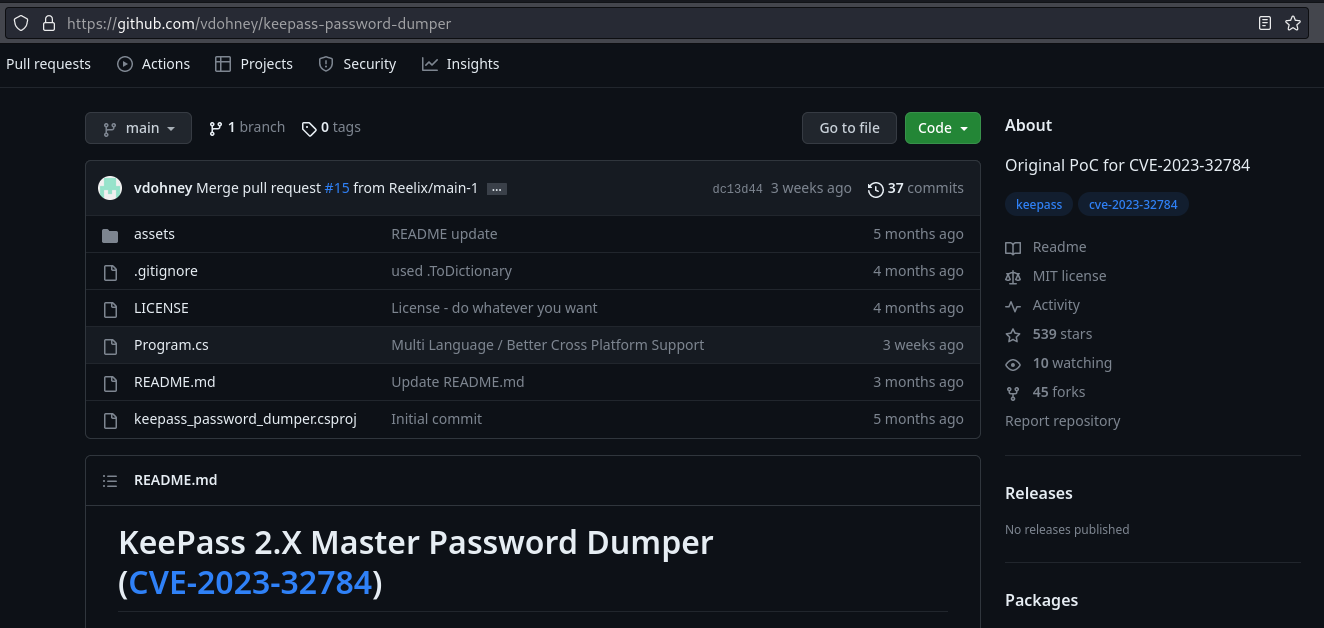 https://github.com/vdohney/keepass-password-dumper
Pull requests Actions Projects Security Insights
main 1 branch 0 tags Go to file Code
vdohney Merge pull request #15 from Reelix/main-1 ... dc13d44 3 weeks ago 37 commits
assets README update 5 months ago
.gitignore used .ToDictionary 4 months ago
LICENSE License - do whatever you want 4 months ago
Program.cs Multi Language / Better Cross Platform Support 3 weeks ago
README.md Update README.md 3 months ago
keepass_password_dumper.csproj Initial commit 5 months ago
README.md
KeePass 2.X Master Password Dumper
(CVE-2023-32784)
About
Original PoC for CVE-2023-32784
keepass cve-2023-32784
Readme
MIT license
Activity
539 stars
10 watching
45 forks
Report repository
Releases
No releases published
Packages